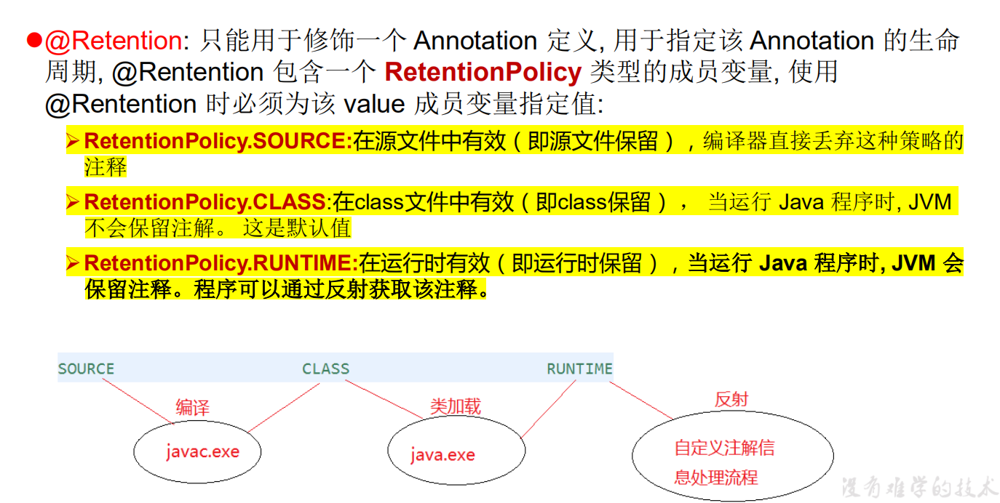 @Retention: 只能用于修饰一个 Annotation 定义, 用于指定该 Annotation 的生命
周期, @Rentention 包含一个 RetentionPolicy 类型的成员变量, 使用
@Rentention 时必须为该 value 成员变量指定值:
RetentionPolicy.SOURCE:在源文件中有效（即源文件保留）, 编译器直接丢弃这种策略的
注释
RetentionPolicy.CLASS:在class文件中有效（即class保留）， 当运行 Java 程序时, JVM
不会保留注解。 这是默认值
RetentionPolicy.RUNTIME:在运行时有效（即运行时保留）, 当运行 Java 程序时, JVM 会
保留注释。程序可以通过反射获取该注释。
SOURCE CLASS RUNTIME
编译 类加载 反射
javac.exe java.exe 自定义注解信
息处理流程
没有难学的技术